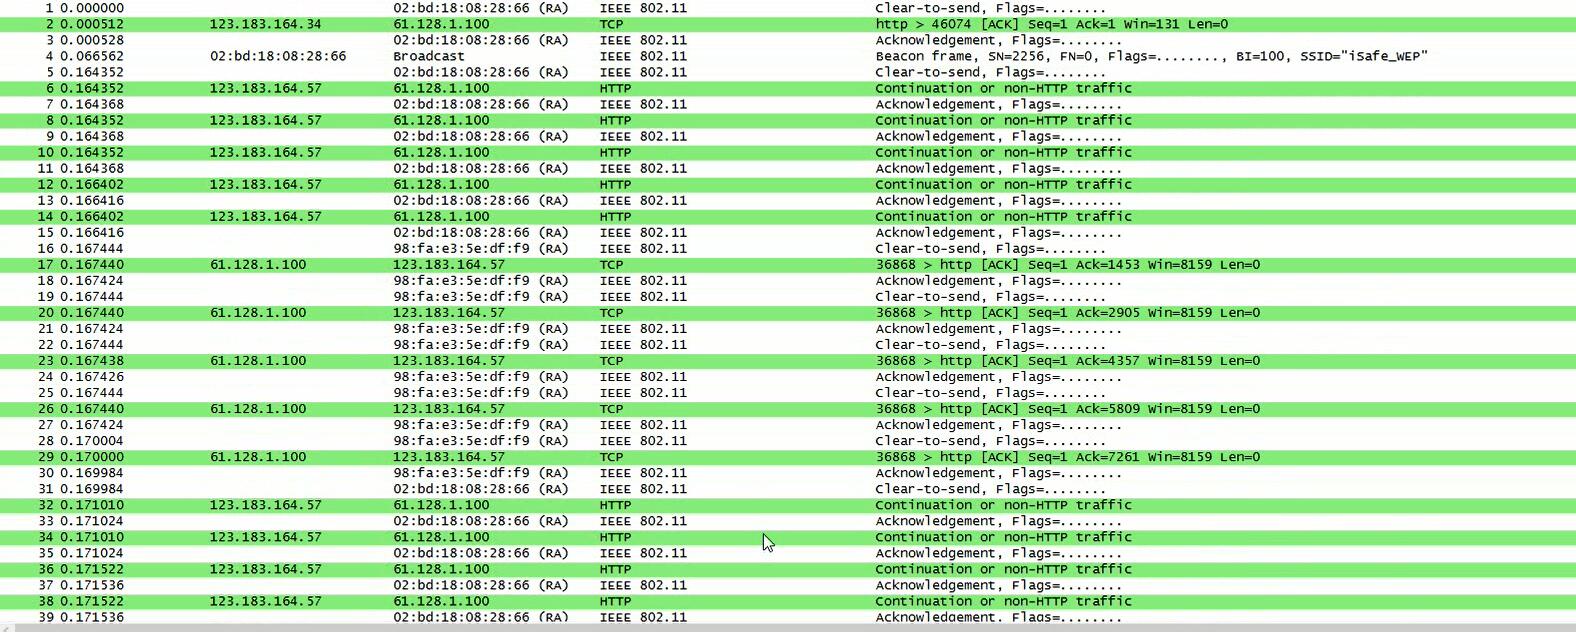 1 0.000000 02:bd:18:08:28:66 (RA) IEEE 802.11 Clear-to-send, Flags=........
2 0.000512 123.183.164.34 61.128.1.100 TCP http > 46074 [ACK] Seq=1 Ack=1 Win=131 Len=0
3 0.000528 02:bd:18:08:28:66 (RA) IEEE 802.11 Acknowledgement, Flags=........
4 0.066562 02:bd:18:08:28:66 Broadcast IEEE 802.11 Beacon frame, SN=2256, FN=0, Flags=........, BI=100, SSID="iSafe_WEP"
5 0.164352 02:bd:18:08:28:66 (RA) IEEE 802.11 Clear-to-send, Flags=........
6 0.164352 123.183.164.57 61.128.1.100 HTTP Continuation or non-HTTP traffic
7 0.164368 02:bd:18:08:28:66 (RA) IEEE 802.11 Acknowledgement, Flags=........
8 0.164352 123.183.164.57 61.128.1.100 HTTP Continuation or non-HTTP traffic
9 0.164368 02:bd:18:08:28:66 (RA) IEEE 802.11 Acknowledgement, Flags=........
10 0.164352 123.183.164.57 61.128.1.100 HTTP Continuation or non-HTTP traffic
11 0.164368 02:bd:18:08:28:66 (RA) IEEE 802.11 Acknowledgement, Flags=........
12 0.166402 123.183.164.57 61.128.1.100 HTTP Continuation or non-HTTP traffic
13 0.166416 02:bd:18:08:28:66 (RA) IEEE 802.11 Acknowledgement, Flags=........
14 0.166402 123.183.164.57 61.128.1.100 HTTP Continuation or non-HTTP traffic
15 0.166416 02:bd:18:08:28:66 (RA) IEEE 802.11 Acknowledgement, Flags=........
16 0.167444 98:fa:e3:5e:df:f9 (RA) IEEE 802.11 Clear-to-send, Flags=........
17 0.167440 61.128.1.100 123.183.164.57 TCP 36868 > http [ACK] Seq=1 Ack=1453 Win=8159 Len=0
18 0.167424 98:fa:e3:5e:df:f9 (RA) IEEE 802.11 Acknowledgement, Flags=........
19 0.167444 98:fa:e3:5e:df:f9 (RA) IEEE 802.11 Clear-to-send, Flags=........
20 0.167440 61.128.1.100 123.183.164.57 TCP 36868 > http [ACK] Seq=1 Ack=2905 Win=8159 Len=0
21 0.167424 98:fa:e3:5e:df:f9 (RA) IEEE 802.11 Acknowledgement, Flags=........
22 0.167444 98:fa:e3:5e:df:f9 (RA) IEEE 802.11 Clear-to-send, Flags=........
23 0.167438 61.128.1.100 123.183.164.57 TCP 36868 > http [ACK] Seq=1 Ack=4357 Win=8159 Len=0
24 0.167426 98:fa:e3:5e:df:f9 (RA) IEEE 802.11 Acknowledgement, Flags=........
25 0.167444 98:fa:e3:5e:df:f9 (RA) IEEE 802.11 Clear-to-send, Flags=........
26 0.167440 61.128.1.100 123.183.164.57 TCP 36868 > http [ACK] Seq=1 Ack=5809 Win=8159 Len=0
27 0.167424 98:fa:e3:5e:df:f9 (RA) IEEE 802.11 Acknowledgement, Flags=........
28 0.170004 98:fa:e3:5e:df:f9 (RA) IEEE 802.11 Clear-to-send, Flags=........
29 0.170000 61.128.1.100 123.183.164.57 TCP 36868 > http [ACK] Seq=1 Ack=7261 Win=8159 Len=0
30 0.169984 98:fa:e3:5e:df:f9 (RA) IEEE 802.11 Acknowledgement, Flags=........
31 0.169984 02:bd:18:08:28:66 (RA) IEEE 802.11 Clear-to-send, Flags=........
32 0.171010 123.183.164.57 61.128.1.100 HTTP Continuation or non-HTTP traffic
33 0.171024 02:bd:18:08:28:66 (RA) IEEE 802.11 Acknowledgement, Flags=........
34 0.171010 123.183.164.57 61.128.1.100 HTTP Continuation or non-HTTP traffic
35 0.171024 02:bd:18:08:28:66 (RA) IEEE 802.11 Acknowledgement, Flags=........
36 0.171522 123.183.164.57 61.128.1.100 HTTP Continuation or non-HTTP traffic
37 0.171536 02:bd:18:08:28:66 (RA) IEEE 802.11 Acknowledgement, Flags=........
38 0.171522 123.183.164.57 61.128.1.100 HTTP Continuation or non-HTTP traffic
39 0.171536 02:bd:18:08:28:66 (RA) IEEE 802.11 Acknowledgement, Flags=........